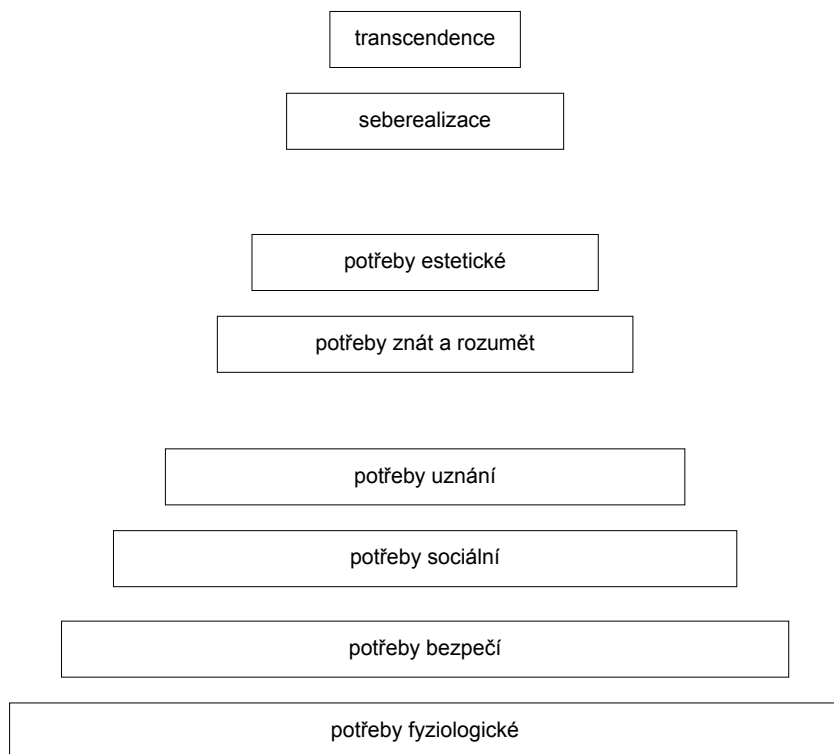 transcendence
seberealizace
potřeby estetické
potřeby znát a rozumět
potřeby uznání
potřeby sociální
potřeby bezpečí
potřeby fyziologické